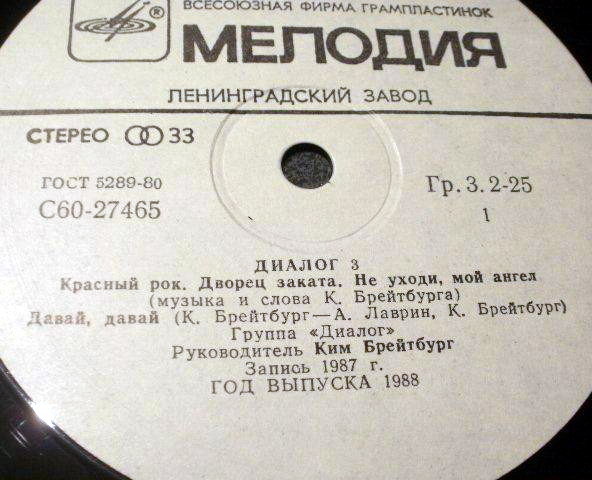 ВСЕСОЮЗНАЯ ФИРМА ГРАМПЛАСТИНОК
®
МЕЛОДИЯ
ЛЕНИНГРАДСКИЙ ЗАВОД
СТЕРЕО 33
ГОСТ 5289-80
Гр. 3. 2-25
С60-27465
1
ДИАЛОГ 3
Красный рок. Дворец заката. Не уходи, мой ангел
(музыка и слова К. Брейтбурга)
Давай, давай (К. Брейтбург—А. Лаврин, К. Брейтбург)
Группа «Диалог»
Руководитель Ким Брейтбург
Запись 1987 г.
ГОД ВЫПУСКА 1988